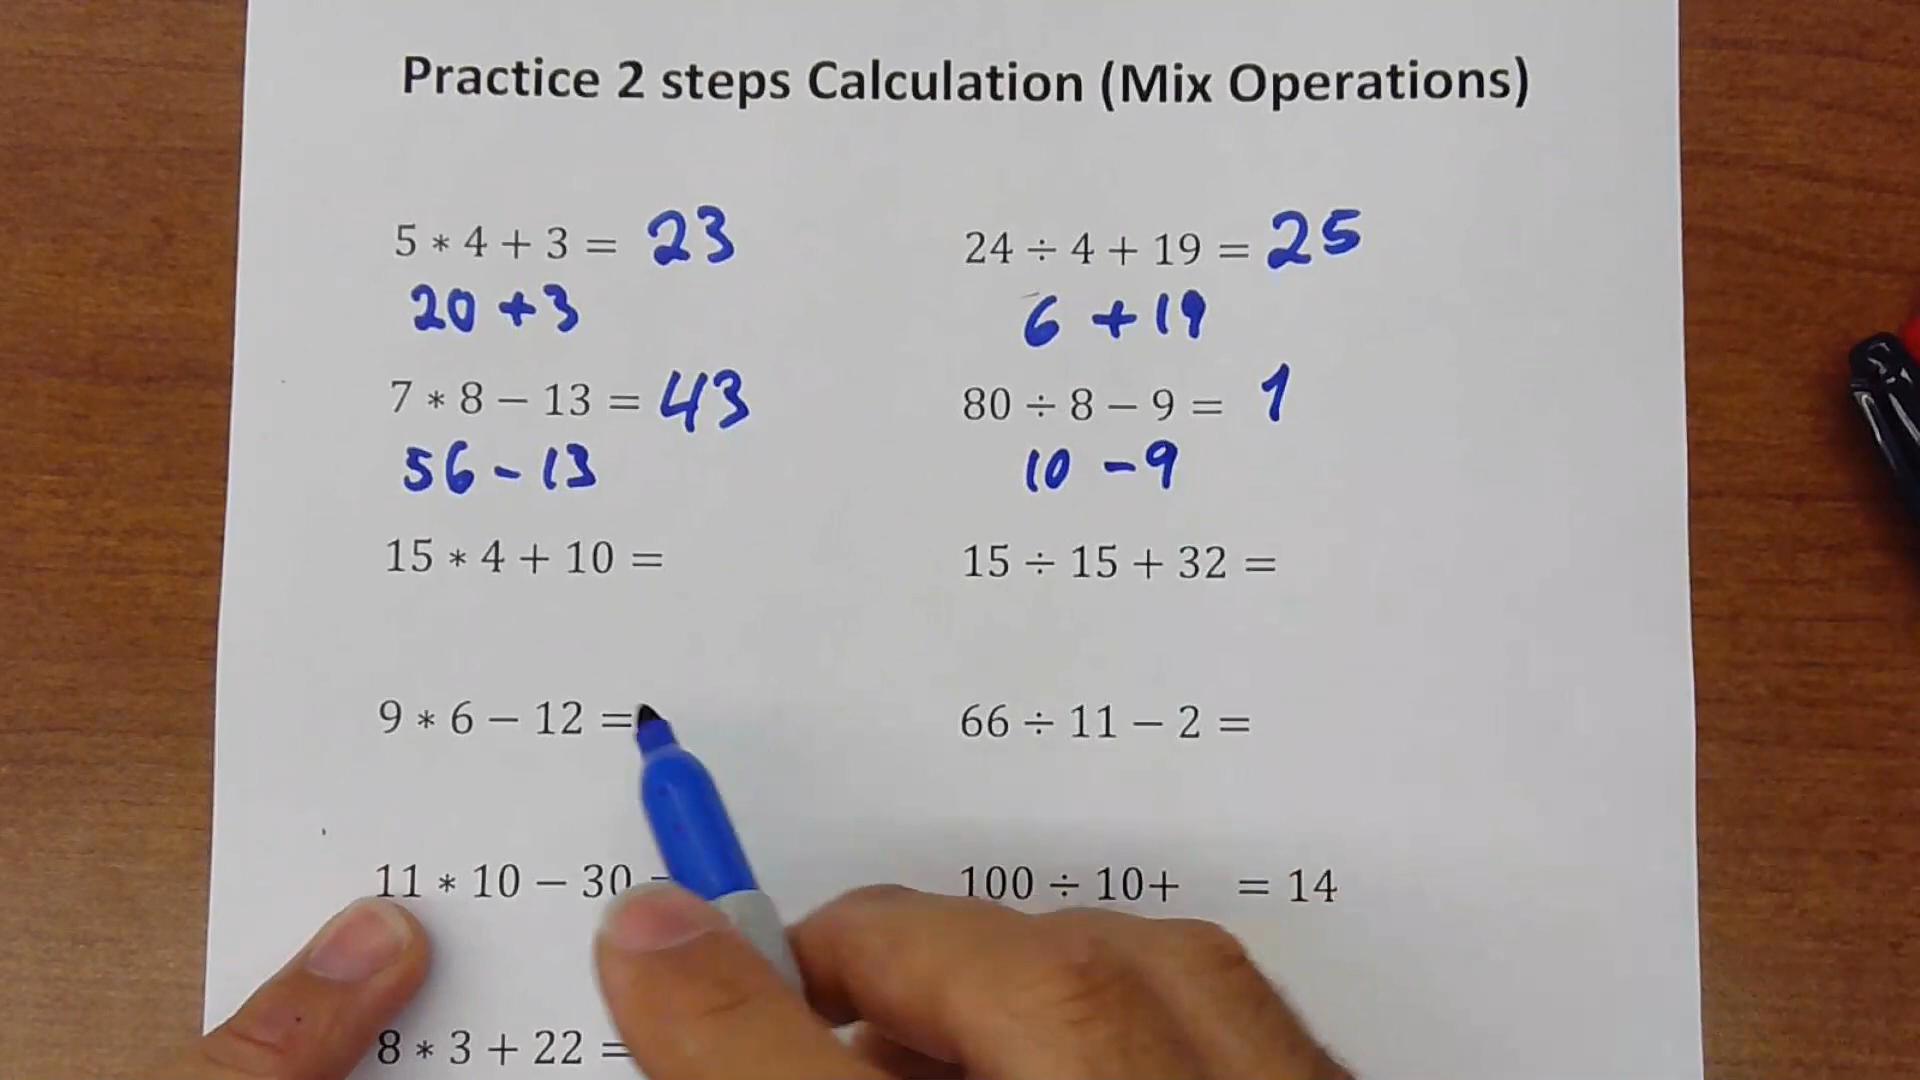 Practice 2 steps Calculation (Mix Operations)
5 * 4 + 3 = 23
20 + 3
7 * 8 − 13 = 43
56 - 13
15 * 4 + 10 =
9 * 6 − 12 =
11 * 10 − 30 =
8 * 3 + 22 =
24 ÷ 4 + 19 = 25
6 + 19
80 ÷ 8 − 9 = 1
10 - 9
15 ÷ 15 + 32 =
66 ÷ 11 − 2 =
100 ÷ 10+ = 14